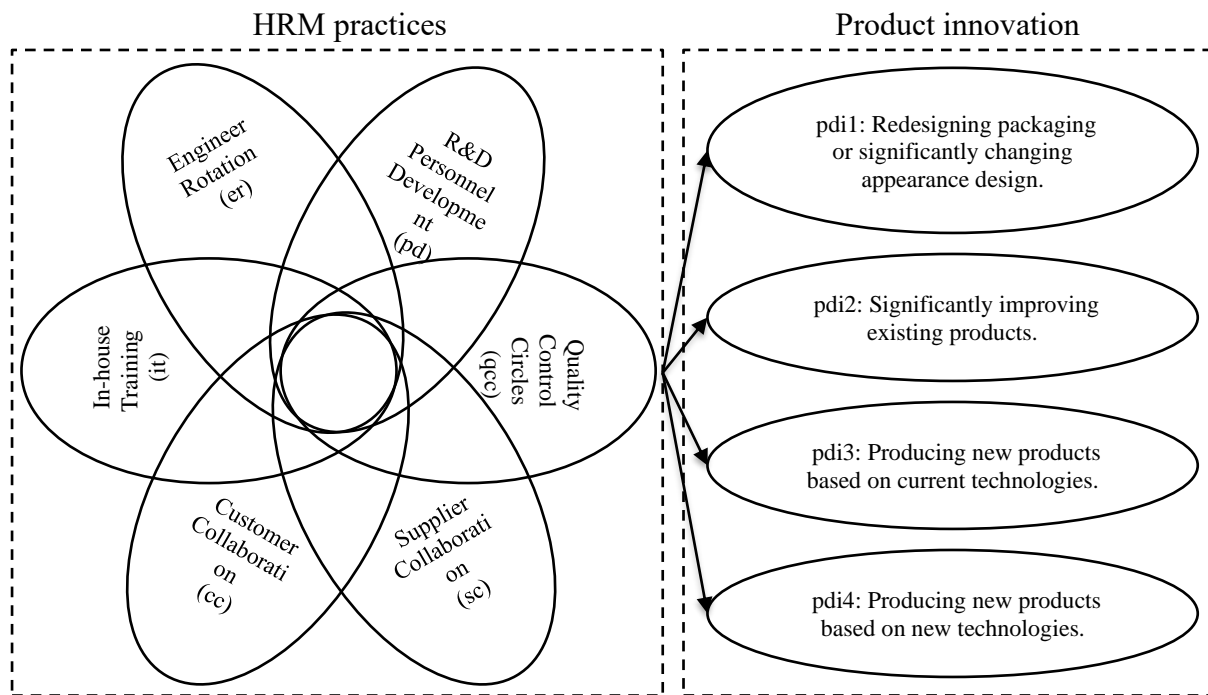 HRM practices
Product innovation
Engineer
Rotation
(er)
R&D
Personnel
Developme
nt
(pd)
In-house
Training
(it)
Quality
Control
Circles
(qcc)
Customer
Collaborati
on
(cc)
Supplier
Collaborati
on
(sc)
pdi1: Redesigning packaging
or significantly changing
appearance design.
pdi2: Significantly improving
existing products.
pdi3: Producing new products
based on current technologies.
pdi4: Producing new products
based on new technologies.